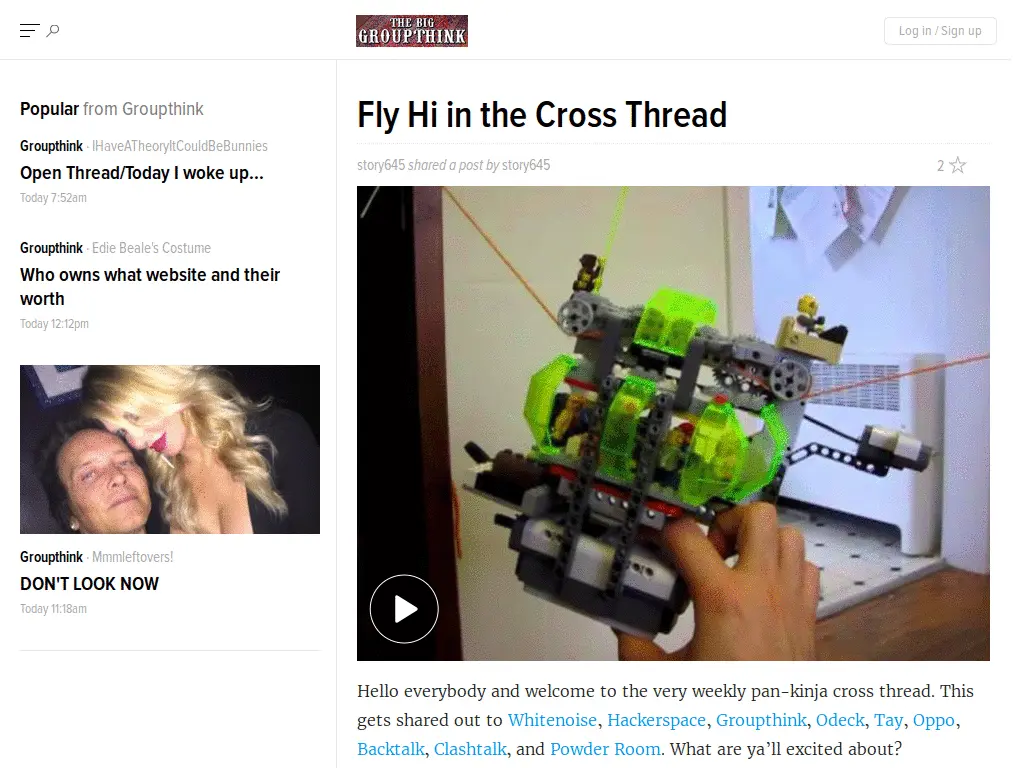 THE BIG
GROUPTHINK
Log in / Sign up
Popular from Groupthink
Groupthink · IHaveATheoryItCouldBeBunnies
Open Thread/Today I woke up...
Today 7:52am
Groupthink · Edie Beale's Costume
Who owns what website and their
worth
Today 12:12pm
Groupthink · Mmmleftovers!
DON'T LOOK NOW
Today 11:18am
Fly Hi in the Cross Thread
story645 shared a post by story645
2
Hello everybody and welcome to the very weekly pan-kinja cross thread. This
gets shared out to Whitenoise, Hackerspace, Groupthink, Odeck, Tay, Oppo,
Backtalk, Clashtalk, and Powder Room. What are ya’ll excited about?